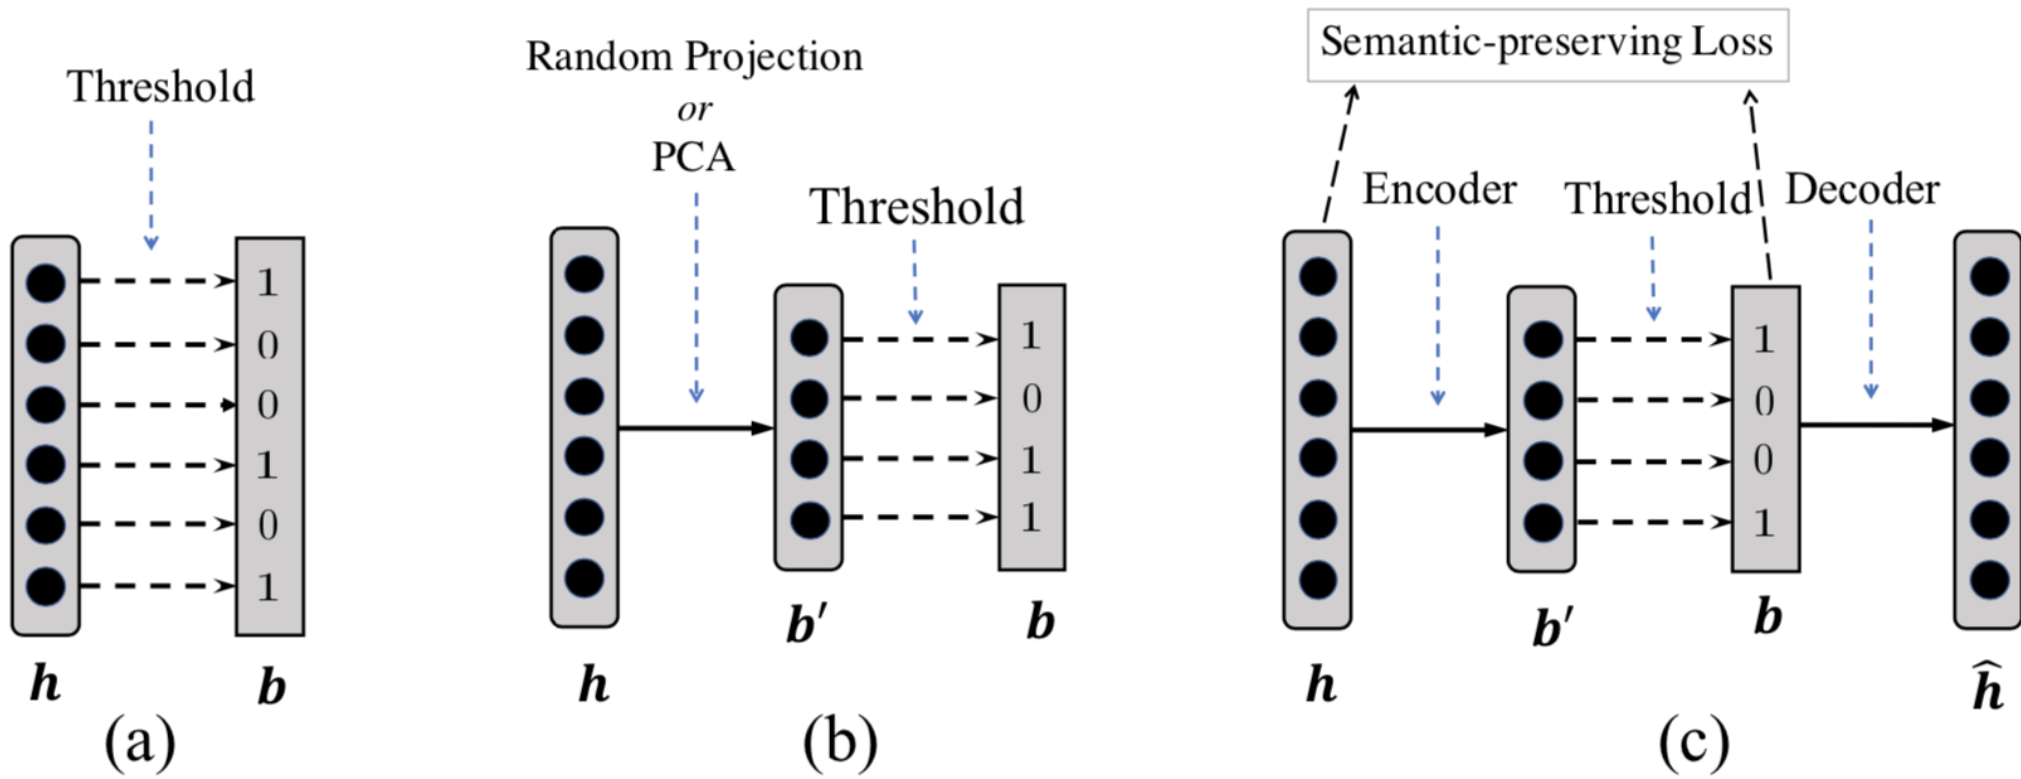 Threshold
1
0
0
1
0
1
h
b
(a)
Random Projection
or
PCA
Threshold
1
0
1
1
b′
b
h
(b)
Semantic-preserving Loss
Encoder
Threshold
Decoder
1
0
0
1
b′
b
h
ĥ
(c)